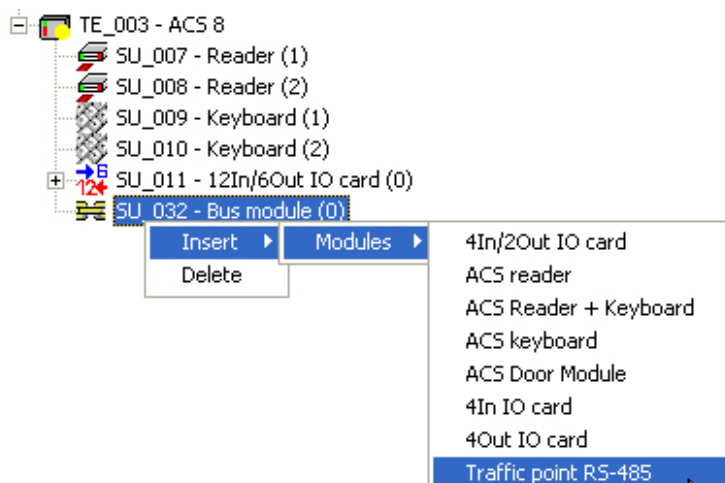 TE_003 - ACS 8
SU_007 - Reader (1)
SU_008 - Reader (2)
SU_009 - Keyboard (1)
SU_010 - Keyboard (2)
6
12
SU_011 - 12In/6Out IO card (0)
SU_032 - Bus module (0)
Insert
Modules
4In/2Out IO card
Delete
ACS reader
ACS Reader + Keyboard
ACS keyboard
ACS Door Module
4In IO card
4Out IO card
Traffic point RS-485